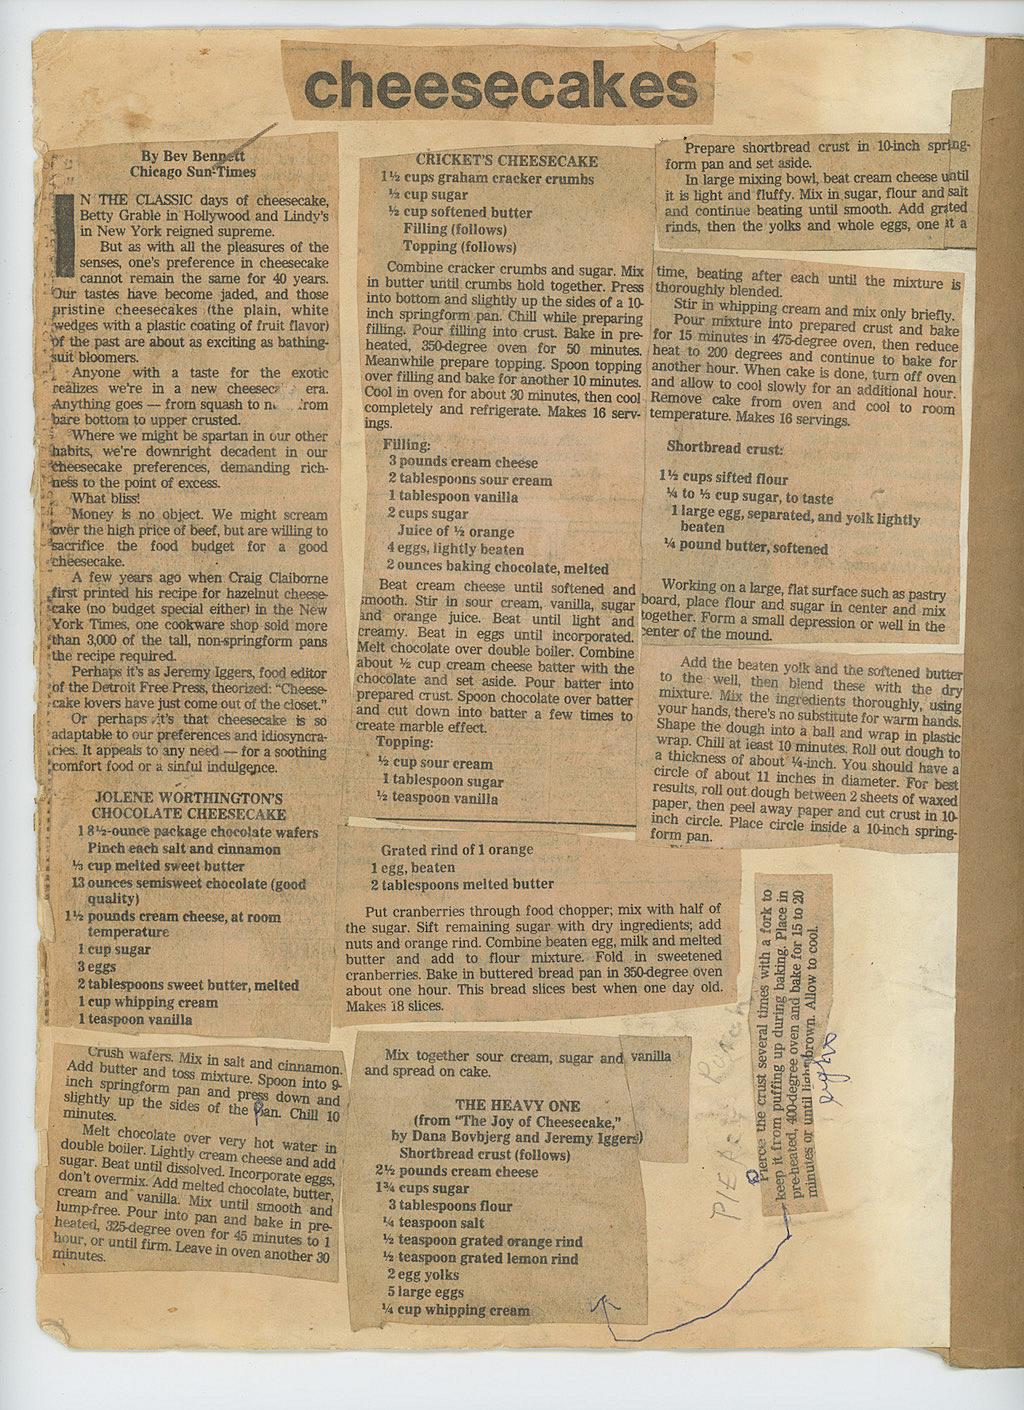 cheesecakes
By Bev Bennett
Chicago Sun-Times
IN THE CLASSIC days of cheesecake,
Betty Grable in Hollywood and Lindy's
in New York reigned supreme.
But as with all the pleasures of the
senses, one's preference in cheesecake
cannot remain the same for 40 years.
Our tastes have become jaded, and those
pristine cheesecakes (the plain, white
wedges with a plastic coating of fruit flavor)
of the past are about as exciting as bathing-
suit bloomers.
Anyone with a taste for the exotic
realizes we're in a new era.
Anything goes — from squash to from
bare bottom to upper crusted.
Where we might be spartan in our other
habits, we're downright decadent in our
cheesecake preferences, demanding rich-
ness to the point of excess.
What bliss!
Money is no object. We might scream
over the high price of beef, but are willing to
sacrifice the food budget for a good
cheesecake.
A few years ago when Craig Claiborne
first printed his recipe for hazelnut cheese-
cake (no budget special either) in the New
York Times, one cookware shop sold more
than 3,000 of the tall, non-springform pans
the recipe required.
Perhaps it's as Jeremy Iggers, food editor
of the Detroit Free Press, theorized: "Cheese-
cake lovers have just come out of the closet."
Or perhaps it's that cheesecake is so
adaptable to our preferences and idiosyncra-
cies. It appeals to any need — for a soothing
comfort food or a sinful indulgence.
JOLENE WORTHINGTON'S
CHOCOLATE CHEESECAKE
1 8½-ounce package chocolate wafers
Pinch each salt and cinnamon
⅓ cup melted sweet butter
13 ounces semisweet chocolate (good
quality)
1½ pounds cream cheese, at room
temperature
1 cup sugar
3 eggs
2 tablespoons sweet butter, melted
1 cup whipping cream
1 teaspoon vanilla
Crush wafers. Mix in salt and cinnamon.
Add butter and toss mixture. Spoon into 9-
inch springform pan and press down and
slightly up the sides of the pan. Chill 10
minutes.
Melt chocolate over very hot water in
double boiler. Lightly cream cheese and add
sugar. Beat until dissolved. Incorporate eggs,
don't overmix. Add melted chocolate, butter,
cream and vanilla. Mix until smooth and
lump-free. Pour into pan and bake in pre-
heated, 325-degree oven for 45 minutes to 1
hour, or until firm. Leave in oven another 30
minutes.
CRICKET'S CHEESECAKE
1½ cups graham cracker crumbs
½ cup sugar
½ cup softened butter
Filling (follows)
Topping (follows)
Combine cracker crumbs and sugar. Mix
in butter until crumbs hold together. Press
into bottom and slightly up the sides of a 10-
inch springform pan. Chill while preparing
filling. Pour filling into crust. Bake in pre-
heated, 350-degree oven for 50 minutes.
Meanwhile prepare topping. Spoon topping
over filling and bake for another 10 minutes.
Cool in oven for about 30 minutes, then cool
completely and refrigerate. Makes 16 serv-
ings.
Filling:
3 pounds cream cheese
2 tablespoons sour cream
1 tablespoon vanilla
2 cups sugar
Juice of ½ orange
4 eggs, lightly beaten
2 ounces baking chocolate, melted
Beat cream cheese until softened and
smooth. Stir in sour cream, vanilla, sugar
and orange juice. Beat until light and
creamy. Beat in eggs until incorporated.
Melt chocolate over double boiler. Combine
about ½ cup cream cheese batter with the
chocolate and set aside. Pour batter into
prepared crust. Spoon chocolate over batter
and cut down into batter a few times to
create marble effect.
Topping:
½ cup sour cream
1 tablespoon sugar
½ teaspoon vanilla
Grated rind of 1 orange
1 egg, beaten
2 tablespoons melted butter
Put cranberries through food chopper; mix with half of
the sugar. Sift remaining sugar with dry ingredients; add
nuts and orange rind. Combine beaten egg, milk and melted
butter and add to flour mixture. Fold in sweetened
cranberries. Bake in buttered bread pan in 350-degree oven
about one hour. This bread slices best when one day old.
Makes 18 slices.
Mix together sour cream, sugar and vanilla
and spread on cake.
THE HEAVY ONE
(from "The Joy of Cheesecake,"
by Dana Bovbjerg and Jeremy Iggers)
Shortbread crust (follows)
2½ pounds cream cheese
1¾ cups sugar
3 tablespoons flour
¼ teaspoon salt
½ teaspoon grated orange rind
½ teaspoon grated lemon rind
2 egg yolks
5 large eggs
¼ cup whipping cream
Prepare shortbread crust in 10-inch spring-
form pan and set aside.
In large mixing bowl, beat cream cheese until
it is light and fluffy. Mix in sugar, flour and salt
and continue beating until smooth. Add grated
rinds, then the yolks and whole eggs, one at a
time, beating after each until the mixture is
thoroughly blended.
Stir in whipping cream and mix only briefly.
Pour mixture into prepared crust and bake
for 15 minutes in 475-degree oven, then reduce
heat to 200 degrees and continue to bake for
another hour. When cake is done, turn off oven
and allow to cool slowly for an additional hour.
Remove cake from oven and cool to room
temperature. Makes 16 servings.
Shortbread crust:
1½ cups sifted flour
¼ to ⅓ cup sugar, to taste
1 large egg, separated, and yolk lightly
beaten
¼ pound butter, softened
Working on a large, flat surface such as pastry
board, place flour and sugar in center and mix
together. Form a small depression or well in the
center of the mound.
Add the beaten yolk and the softened butter
to the well, then blend these with the dry
mixture. Mix the ingredients thoroughly, using
your hands, there's no substitute for warm hands.
Shape the dough into a ball and wrap in plastic
wrap. Chill at least 10 minutes. Roll out dough to
a thickness of about ¼-inch. You should have a
circle of about 11 inches in diameter. For best
results, roll out dough between 2 sheets of waxed
paper, then peel away paper and cut crust in 10-
inch circle. Place circle inside a 10-inch spring-
form pan.
Pierce the crust several times with a fork to
keep it from puffing up during baking. Place in
pre-heated, 400-degree oven and bake for 15 to 20
minutes or until light brown. Allow to cool.
light